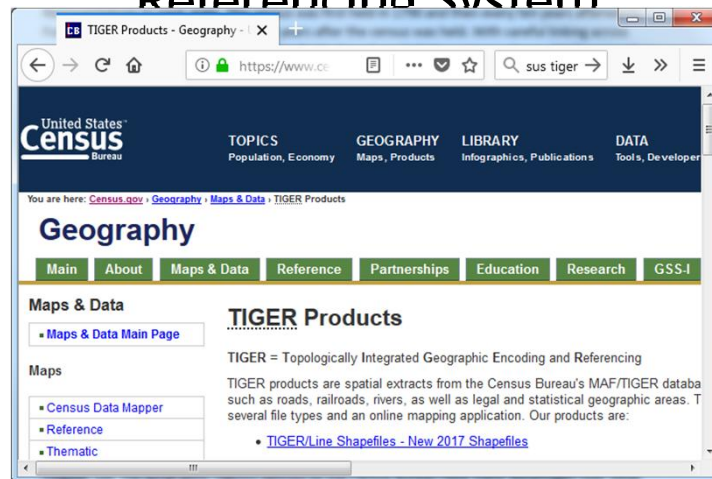 Referencing System
TIGER Products - Geography -
https://www.ce
sus tiger
United States™
Census
Bureau
TOPICS
Population, Economy
GEOGRAPHY
Maps, Products
LIBRARY
Infographics, Publications
DATA
Tools, Developer
You are here: Census.gov › Geography › Maps & Data › TIGER Products
Geography
Main About Maps & Data Reference Partnerships Education Research GSS-I
Maps & Data
Maps & Data Main Page
Maps
Census Data Mapper
Reference
Thematic
TIGER Products
TIGER = Topologically Integrated Geographic Encoding and Referencing
TIGER products are spatial extracts from the Census Bureau's MAF/TIGER databa
such as roads, railroads, rivers, as well as legal and statistical geographic areas. T
several file types and an online mapping application. Our products are:
• TIGER/Line Shapefiles - New 2017 Shapefiles